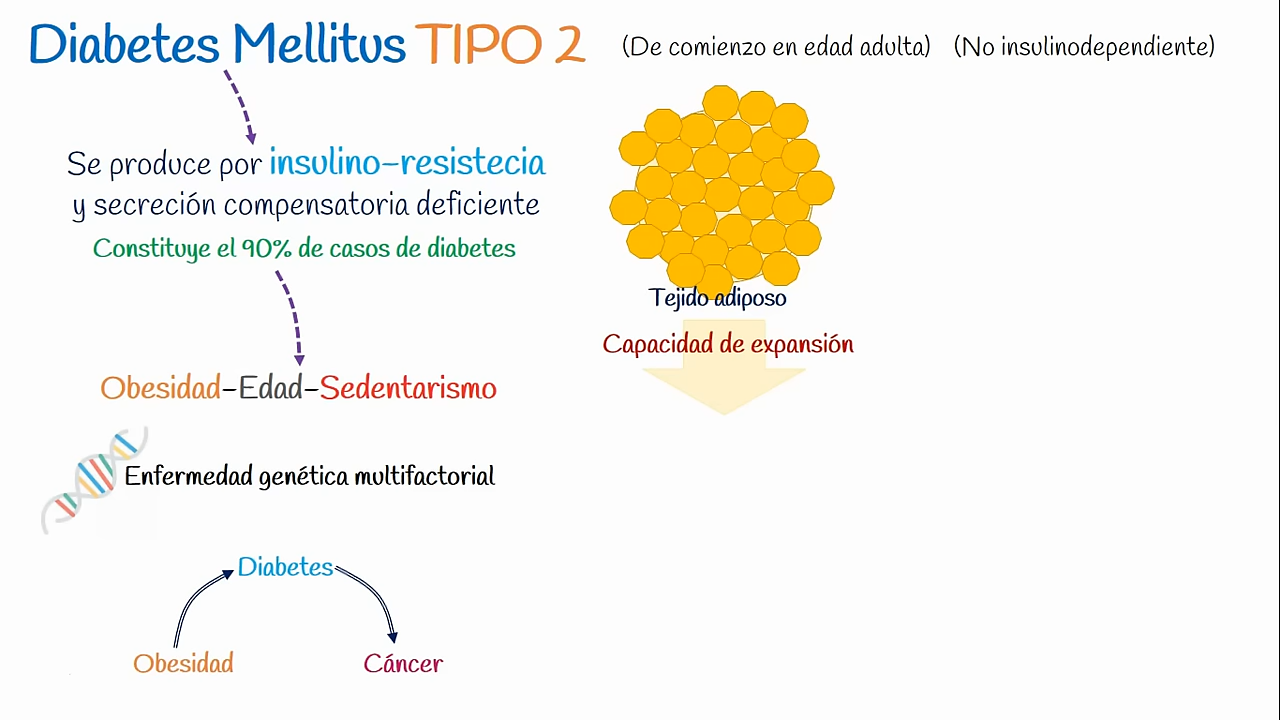 Diabetes Mellitus TIPO 2 (De comienzo en edad adulta) (No insulinodependiente)
Se produce por insulino-resistecia
y secreción compensatoria deficiente
Constituye el 90% de casos de diabetes
Obesidad-Edad-Sedentarismo
Enfermedad genética multifactorial
Diabetes
Obesidad
Cáncer
Tejido adiposo
Capacidad de expansión